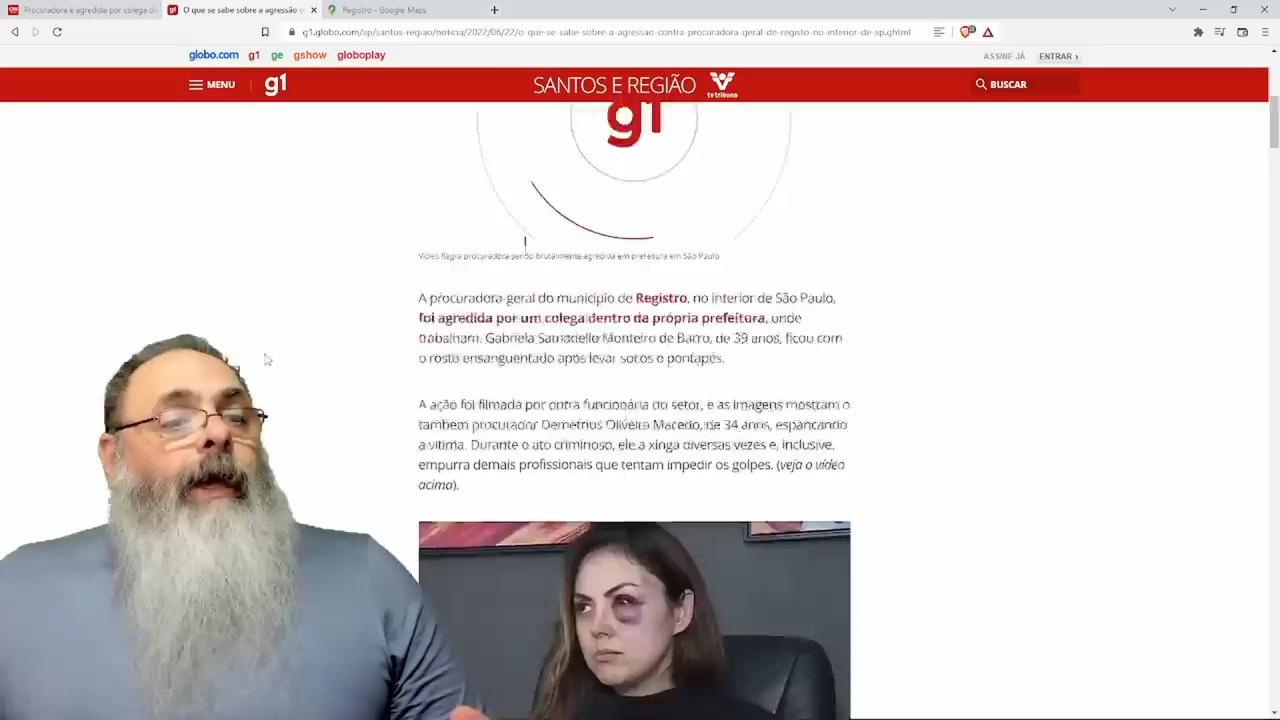 Procuradora é agredida por colega da
O que se sabe sobre a agressão c
Registro - Google Maps
g1.globo.com/sp/santos-regiao/noticia/2022/06/22/o-que-se-sabe-sobre-a-agressao-contra-procuradora-geral-de-registo-no-interior-de-sp.ghtml
globo.com g1 ge gshow globoplay
ASSINE JÁ ENTRAR ›
MENU g1 SANTOS E REGIÃO tv tribuna BUSCAR
g1
Vídeo flagra procuradora sendo brutalmente agredida em prefeitura em São Paulo
A procuradora-geral do município de Registro, no interior de São Paulo,
foi agredida por um colega dentro da própria prefeitura, onde
trabalham. Gabriela Samadello Monteiro de Barro, de 39 anos, ficou com
o rosto ensanguentado após levar socos e pontapés.
A ação foi filmada por outra funcionária do setor, e as imagens mostram o
também procurador Demétrius Oliveira Macedo, de 34 anos, espancando
a vítima. Durante o ato criminoso, ele a xinga diversas vezes e, inclusive,
empurra demais profissionais que tentam impedir os golpes. (veja o vídeo
acima).